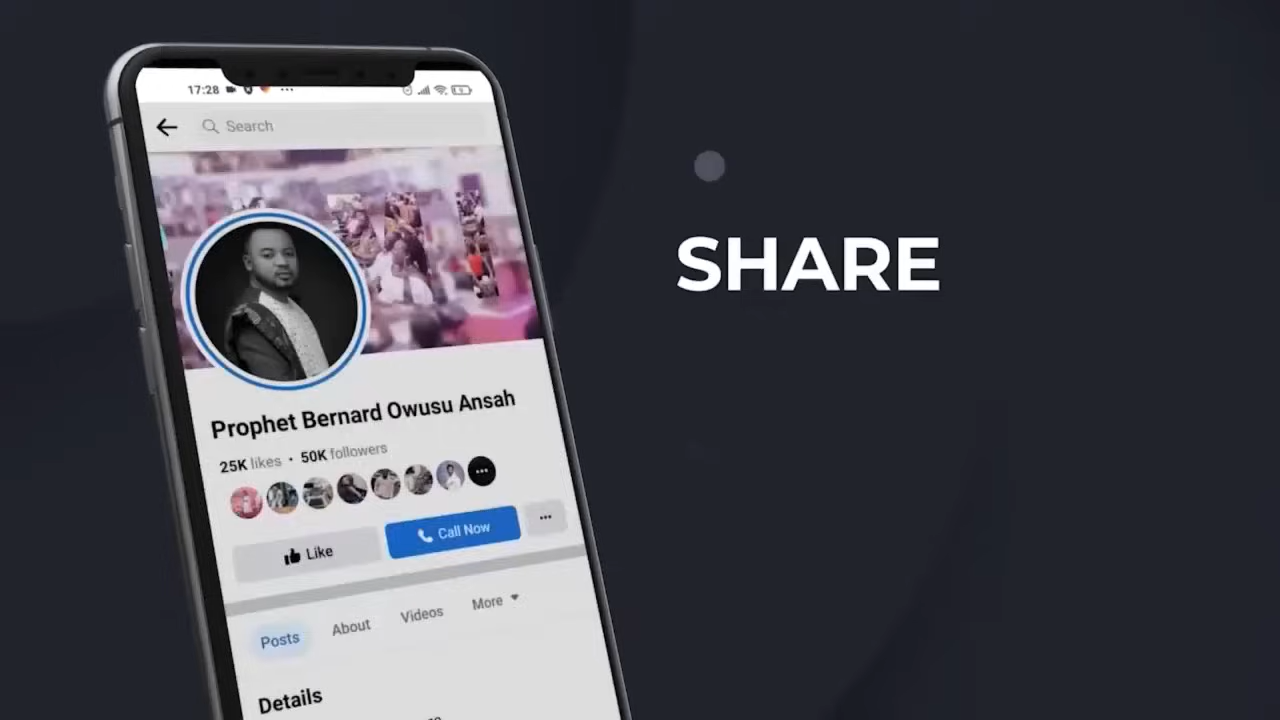 17:28
Search
SHARE
Prophet Bernard Owusu Ansah
25K likes • 50K followers
Like
Call Now
Posts
About
Videos
More
Details